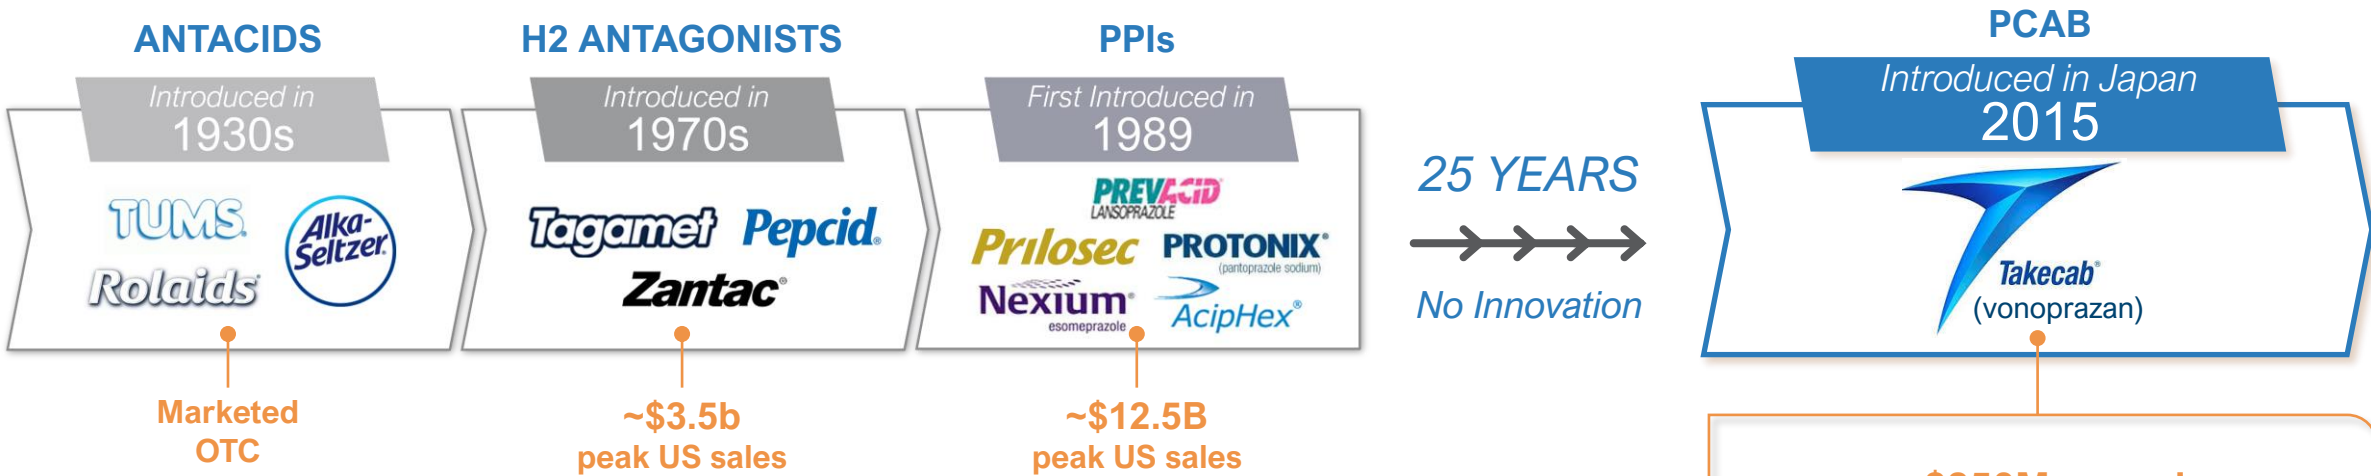 ANTACIDS
Introduced in
1930s
TUMS
Alka-
Seltzer
Rolaids
Marketed
OTC
H2 ANTAGONISTS
Introduced in
1970s
Tagamet
Pepcid
Zantac®
~$3.5b
peak US sales
PPIs
First Introduced in
1989
PREVACID
LANSOPRAZOLE
Prilosec
PROTONIX®
(pantoprazole sodium)
Nexium
esomeprazole
AcipHex®
~$12.5B
peak US sales
25 YEARS
No Innovation
PCAB
Introduced in Japan
2015
Takecab®
(vonoprazan)